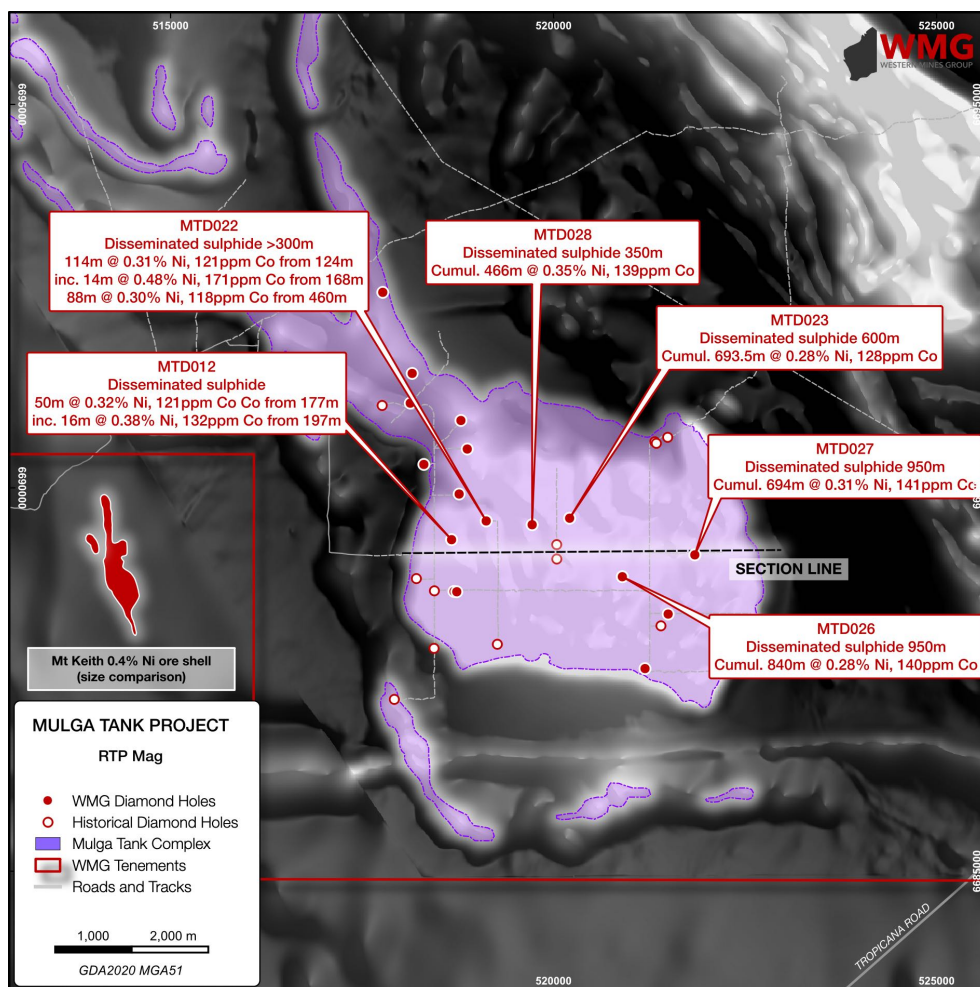 515000
520000
525000
WMG
WESTERN MINES GROUP
6695000
6695000
MTD022
Disseminated sulphide >300m
114m @ 0.31% Ni, 121ppm Co from 124m
inc. 14m @ 0.48% Ni, 171ppm Co from 168m
88m @ 0.30% Ni, 118ppm Co from 460m
MTD028
Disseminated sulphide 350m
Cumul. 466m @ 0.35% Ni, 139ppm Co
MTD023
Disseminated sulphide 600m
Cumul. 693.5m @ 0.28% Ni, 128ppm Co
MTD012
Disseminated sulphide
50m @ 0.32% Ni, 121ppm Co Co from 177m
inc. 16m @ 0.38% Ni, 132ppm Co from 197m
MTD027
Disseminated sulphide 950m
Cumul. 694m @ 0.31% Ni, 141ppm Co
6690000
SECTION LINE
MTD026
Disseminated sulphide 950m
Cumul. 840m @ 0.28% Ni, 140ppm Co
Mt Keith 0.4% Ni ore shell
(size comparison)
MULGA TANK PROJECT
RTP Mag
WMG Diamond Holes
Historical Diamond Holes
Mulga Tank Complex
WMG Tenements
Roads and Tracks
1,000
2,000 m
GDA2020 MGA51
6685000
TROPICANA ROAD
520000
525000